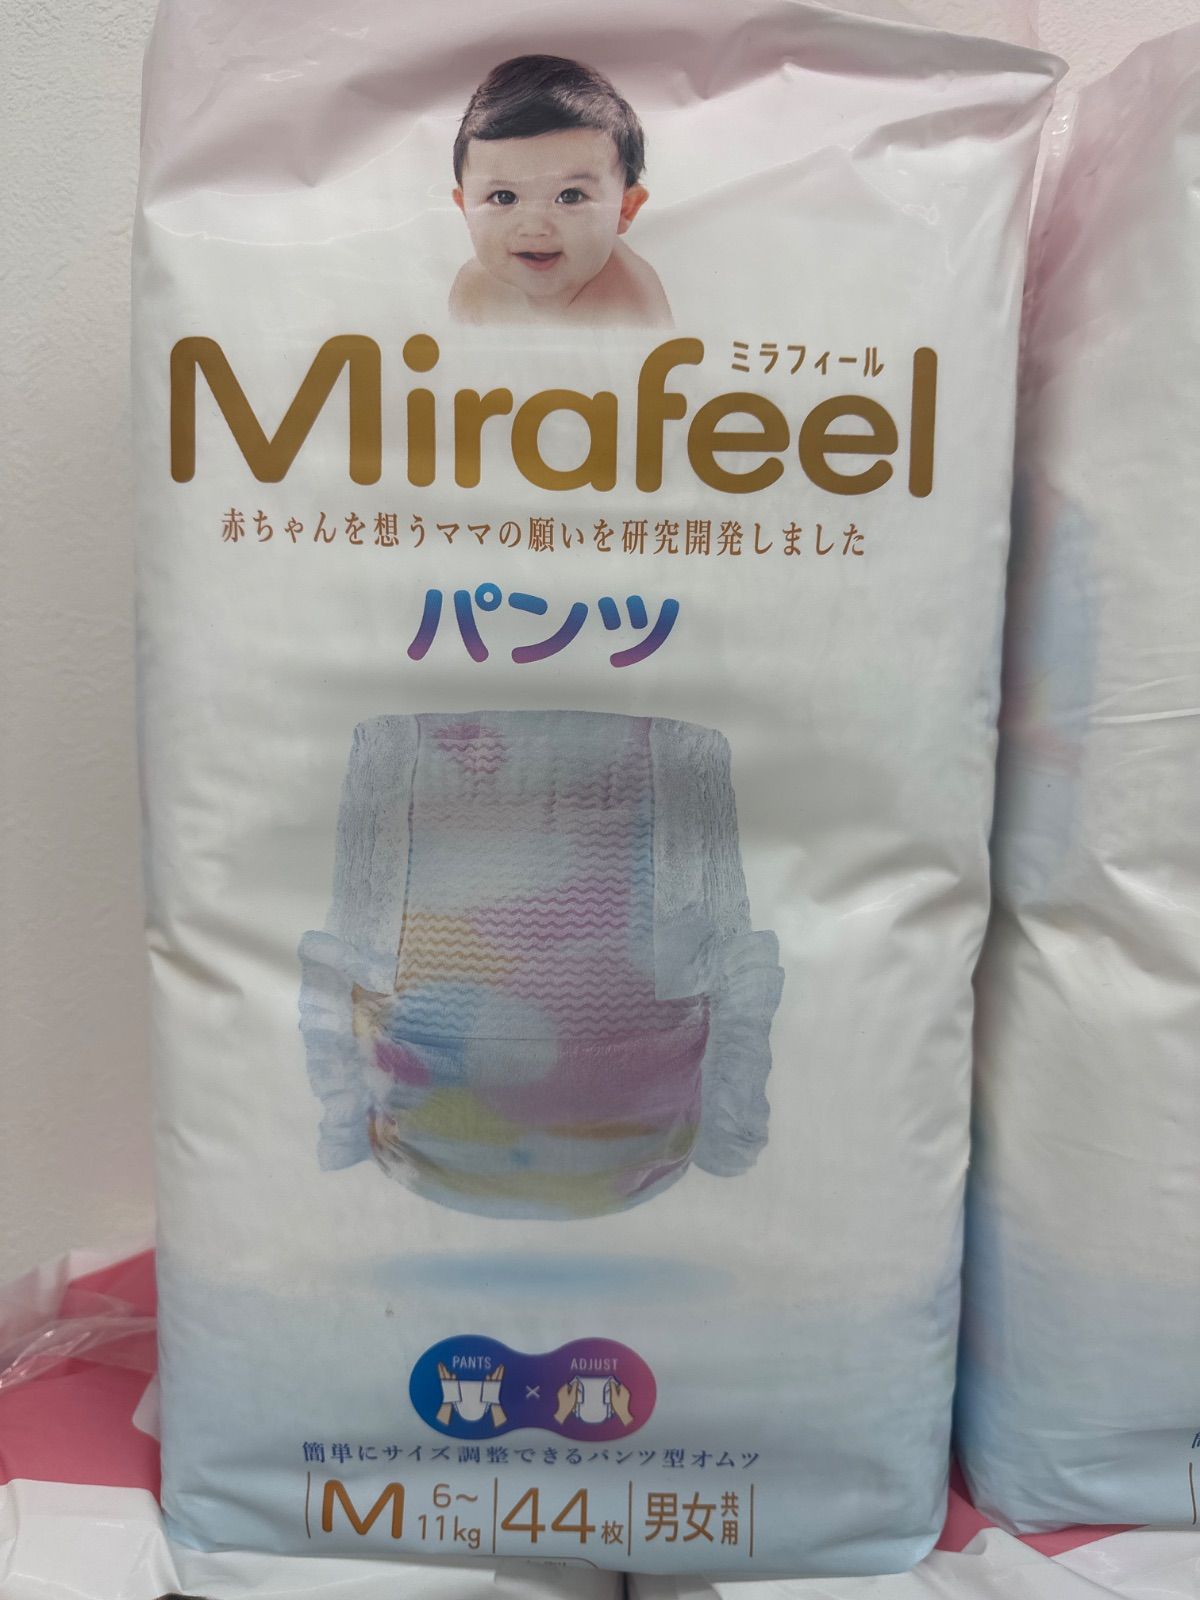 ミラフィール
Mirafeel
赤ちゃんを想うママの願いを研究開発しました
パンツ
PANTS × ADJUST
簡単にサイズ調整できるパンツ型オムツ
M 6～11kg 44枚 男女共用